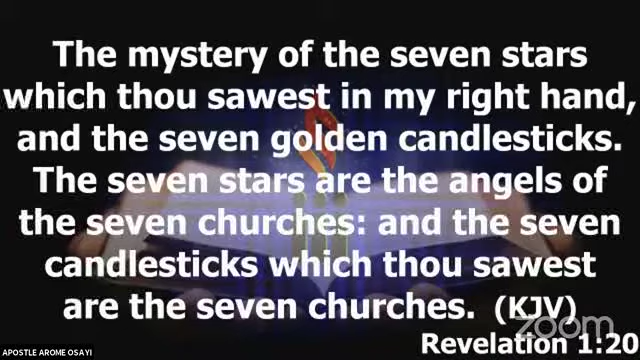 The mystery of the seven stars
which thou sawest in my right hand,
and the seven golden candlesticks.
The seven stars are the angels of
the seven churches: and the seven
candlesticks which thou sawest
are the seven churches. (KJV)
zoom
Revelation 1:20
APOSTLE AROME OSAYI